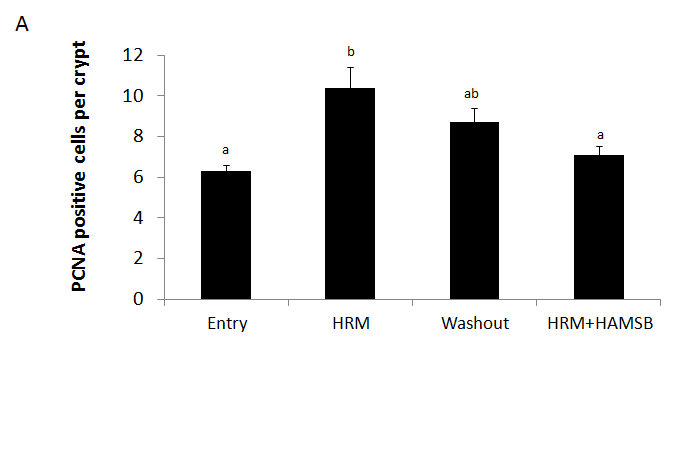 A
PCNA positive cells per crypt
12
10
8
6
4
2
0
a
b
ab
a
Entry
HRM
Washout
HRM+HAMSB